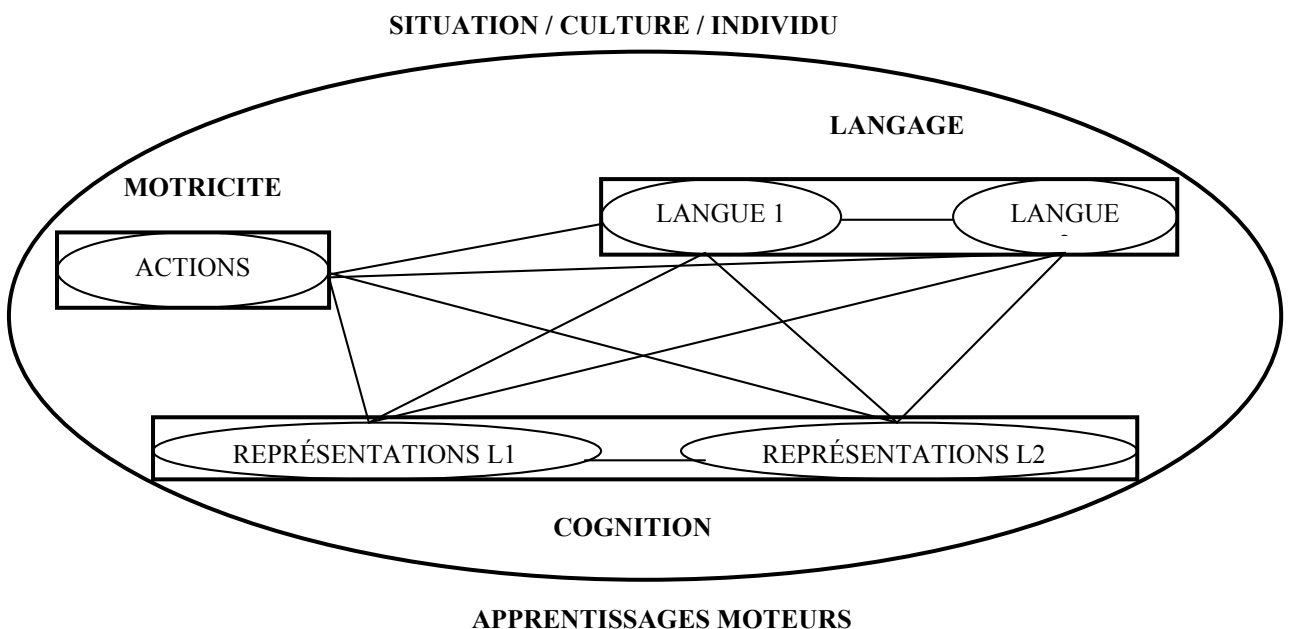 SITUATION / CULTURE / INDIVIDU
LANGAGE
MOTRICITE
LANGUE 1
LANGUE
ACTIONS
REPRÉSENTATIONS L1
REPRÉSENTATIONS L2
COGNITION
APPRENTISSAGES MOTEURS